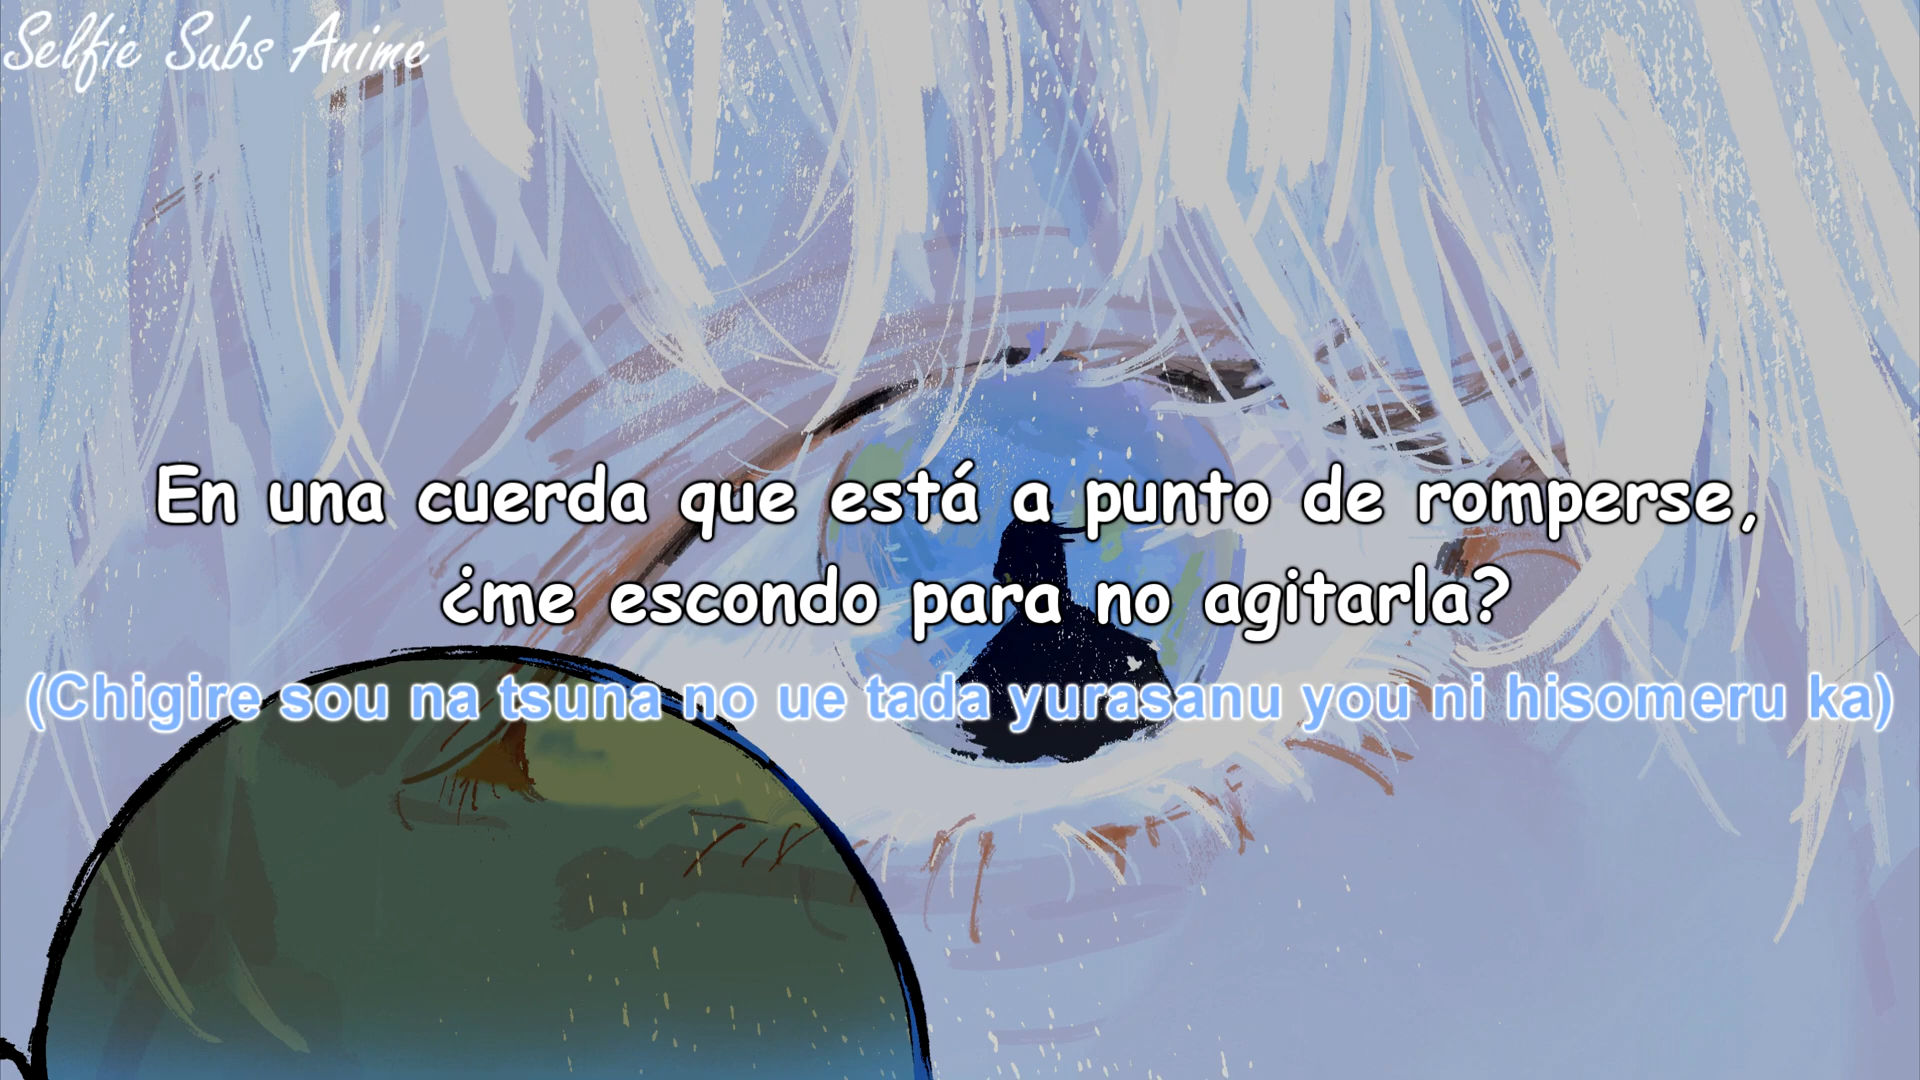 Selfie Subs Anime
En una cuerda que está a punto de romperse,
¿me escondo para no agitarla?
(Chigire sou na tsuna no ue tada yurasanu you ni hisomeru ka)